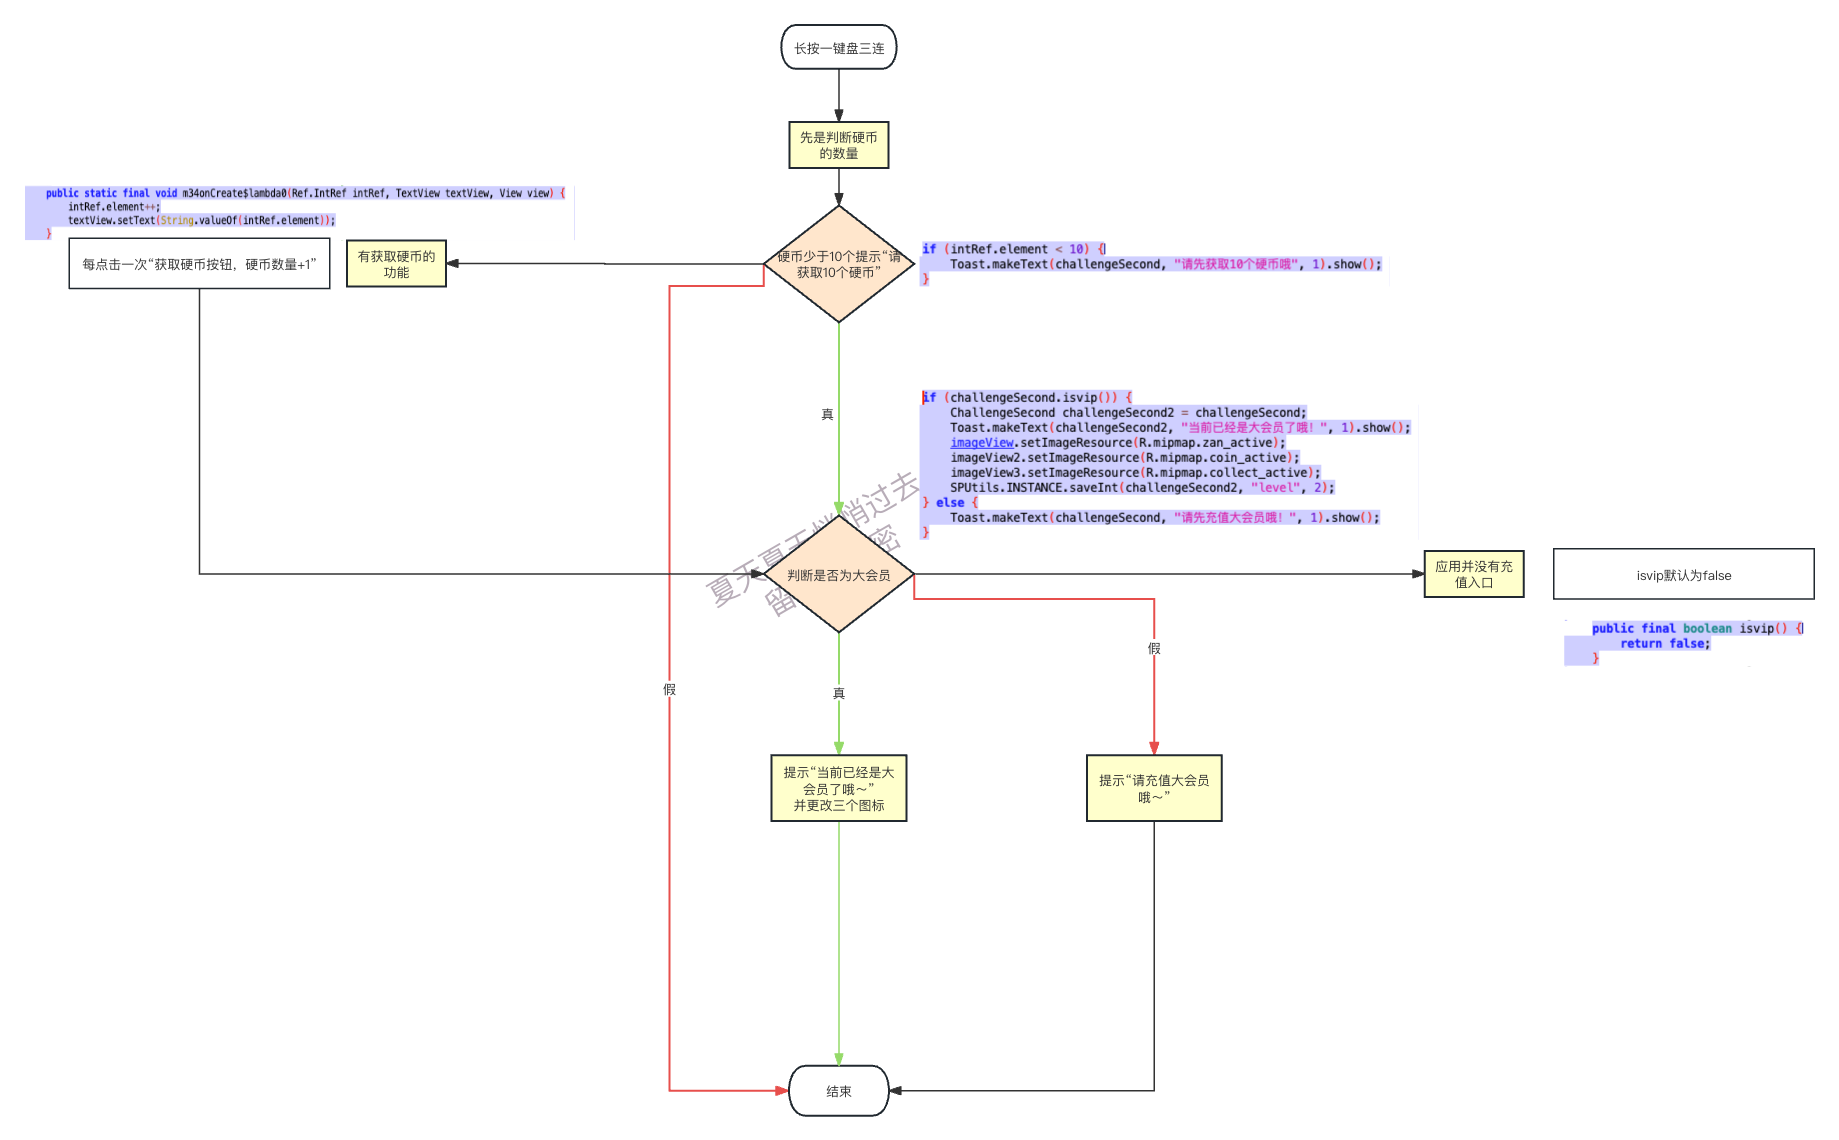 长按一键盘三连
先是判断硬币
的数量
public static final void m34onCreate$lambda0(Ref.IntRef intRef, TextView textView, View view) {
intRef.element++;
textView.setText(String.valueOf(intRef.element));
}
每点击一次“获取硬币按钮，硬币数量+1”
有获取硬币的
功能
硬币少于10个提示“请
获取10个硬币”
if (intRef.element < 10) {
Toast.makeText(challengeSecond, "请先获取10个硬币哦", 1).show();
}
真
if (challengeSecond.isvip()) {
ChallengeSecond challengeSecond2 = challengeSecond;
Toast.makeText(challengeSecond2, "当前已经是大会员了哦！", 1).show();
imageView.setImageResource(R.mipmap.zan_active);
imageView2.setImageResource(R.mipmap.coin_active);
imageView3.setImageResource(R.mipmap.collect_active);
SPUtils.INSTANCE.saveInt(challengeSecond2, "level", 2);
} else {
Toast.makeText(challengeSecond, "请先充值大会员哦！", 1).show();
}
夏天夏天悄悄过去
留 密
判断是否为大会员
应用并没有充
值入口
isvip默认为false
public final boolean isvip() {
return false;
}
假
假
真
提示“当前已经是大
会员了哦～”
并更改三个图标
提示“请充值大会员
哦～”
结束